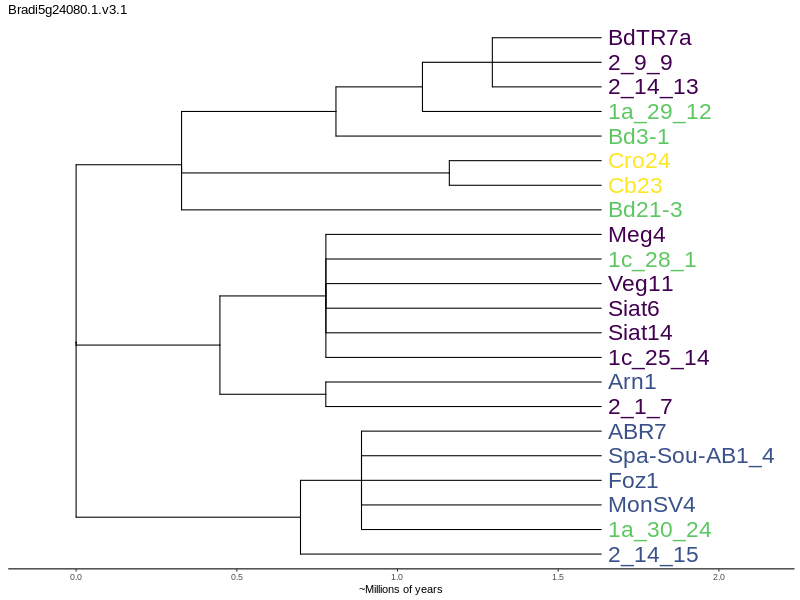 Bradi5g24080.1.v3.1
BdTR7a
2_9_9
2_14_13
1a_29_12
Bd3-1
Cro24
Cb23
Bd21-3
Meg4
1c_28_1
Veg11
Siat6
Siat14
1c_25_14
Arn1
2_1_7
ABR7
Spa-Sou-AB1_4
Foz1
MonSV4
1a_30_24
2_14_15
0.0 0.5 1.0 1.5 2.0
~Millions of years